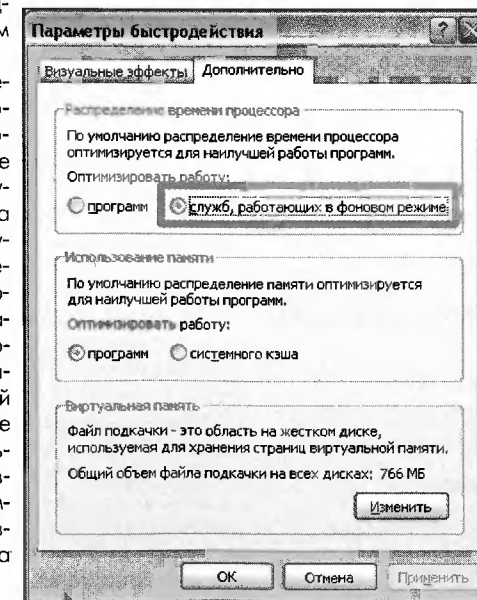 Параметры быстродействия
Визуальные эффекты Дополнительно
Распределение времени процессора
По умолчанию распределение времени процессора
оптимизируется для наилучшей работы программ.
Оптимизировать работу:
программ служб, работающих в фоновом режиме
Использование памяти
По умолчанию распределение памяти оптимизируется
для наилучшей работы программ.
Оптимизировать работу:
программ системного кэша
Виртуальная память
Файл подкачки - это область на жестком диске,
используемая для хранения страниц виртуальной памяти.
Общий объем файла подкачки на всех дисках: 766 МБ
Изменить
ОК Отмена Применить